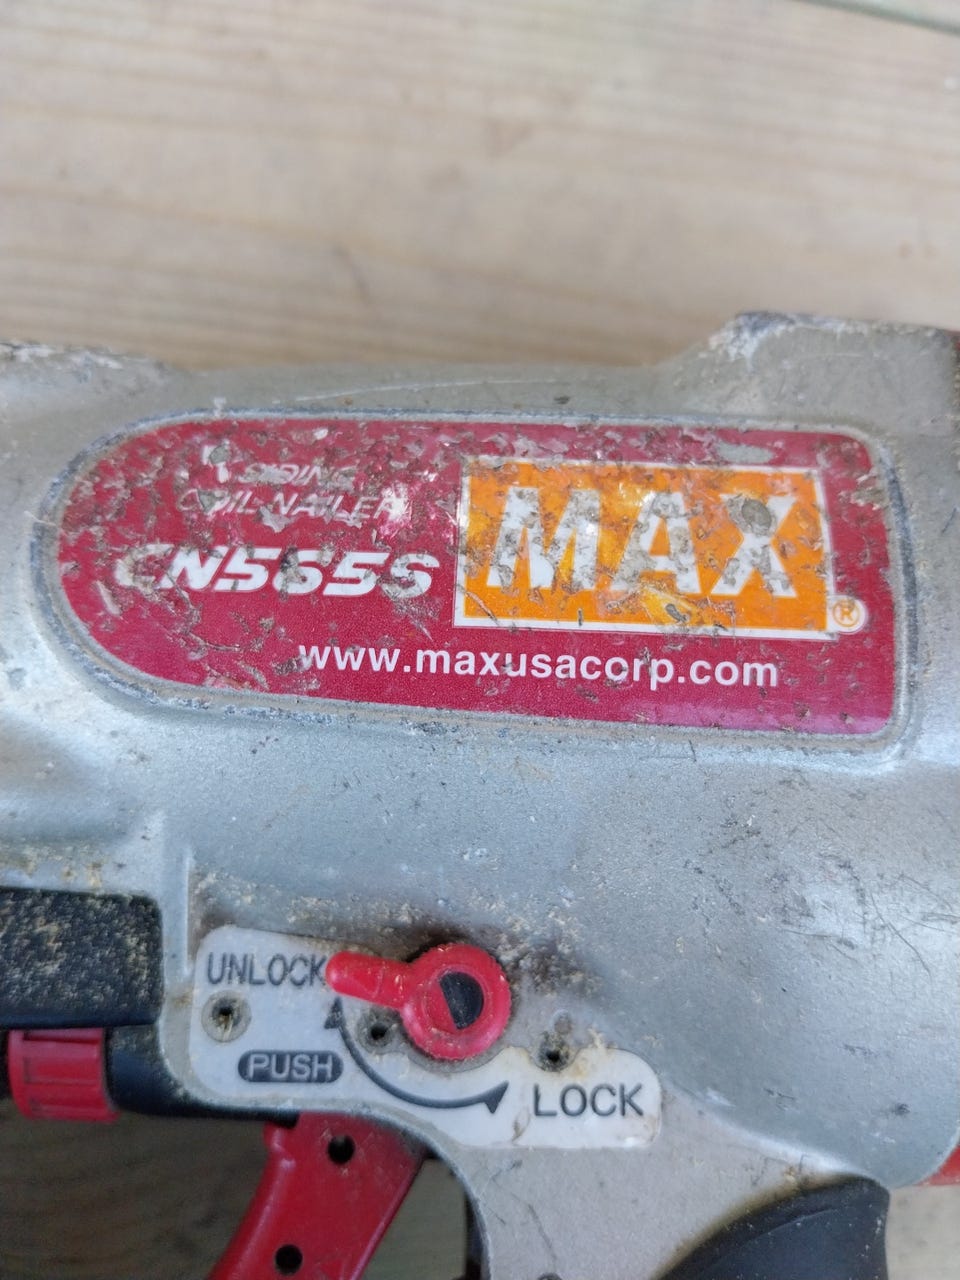 SIDING
COIL NAILER
CN565S
MAX®
www.maxusacorp.com
UNLOCK
PUSH
LOCK